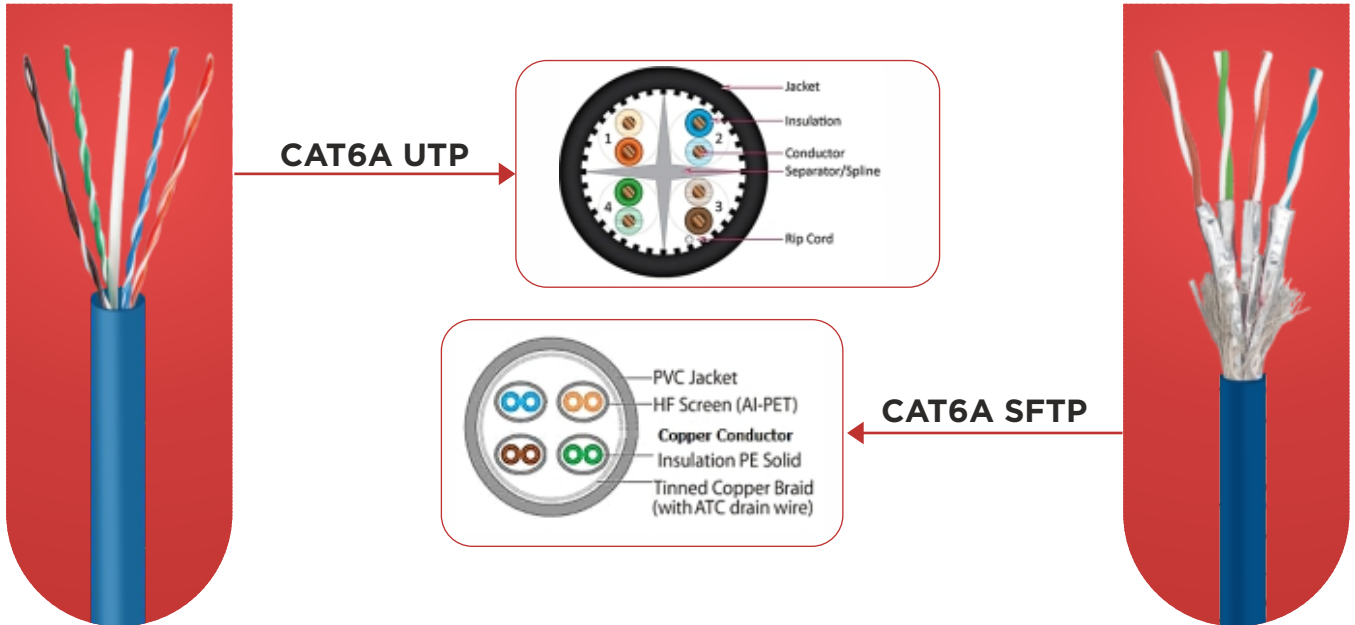 CAT6A UTP
Jacket
Insulation
Conductor
Separator/Spline
Rip Cord
1
2
4
3
PVC Jacket
HF Screen (AI-PET)
Copper Conductor
Insulation PE Solid
Tinned Copper Braid
(with ATC drain wire)
CAT6A SFTP